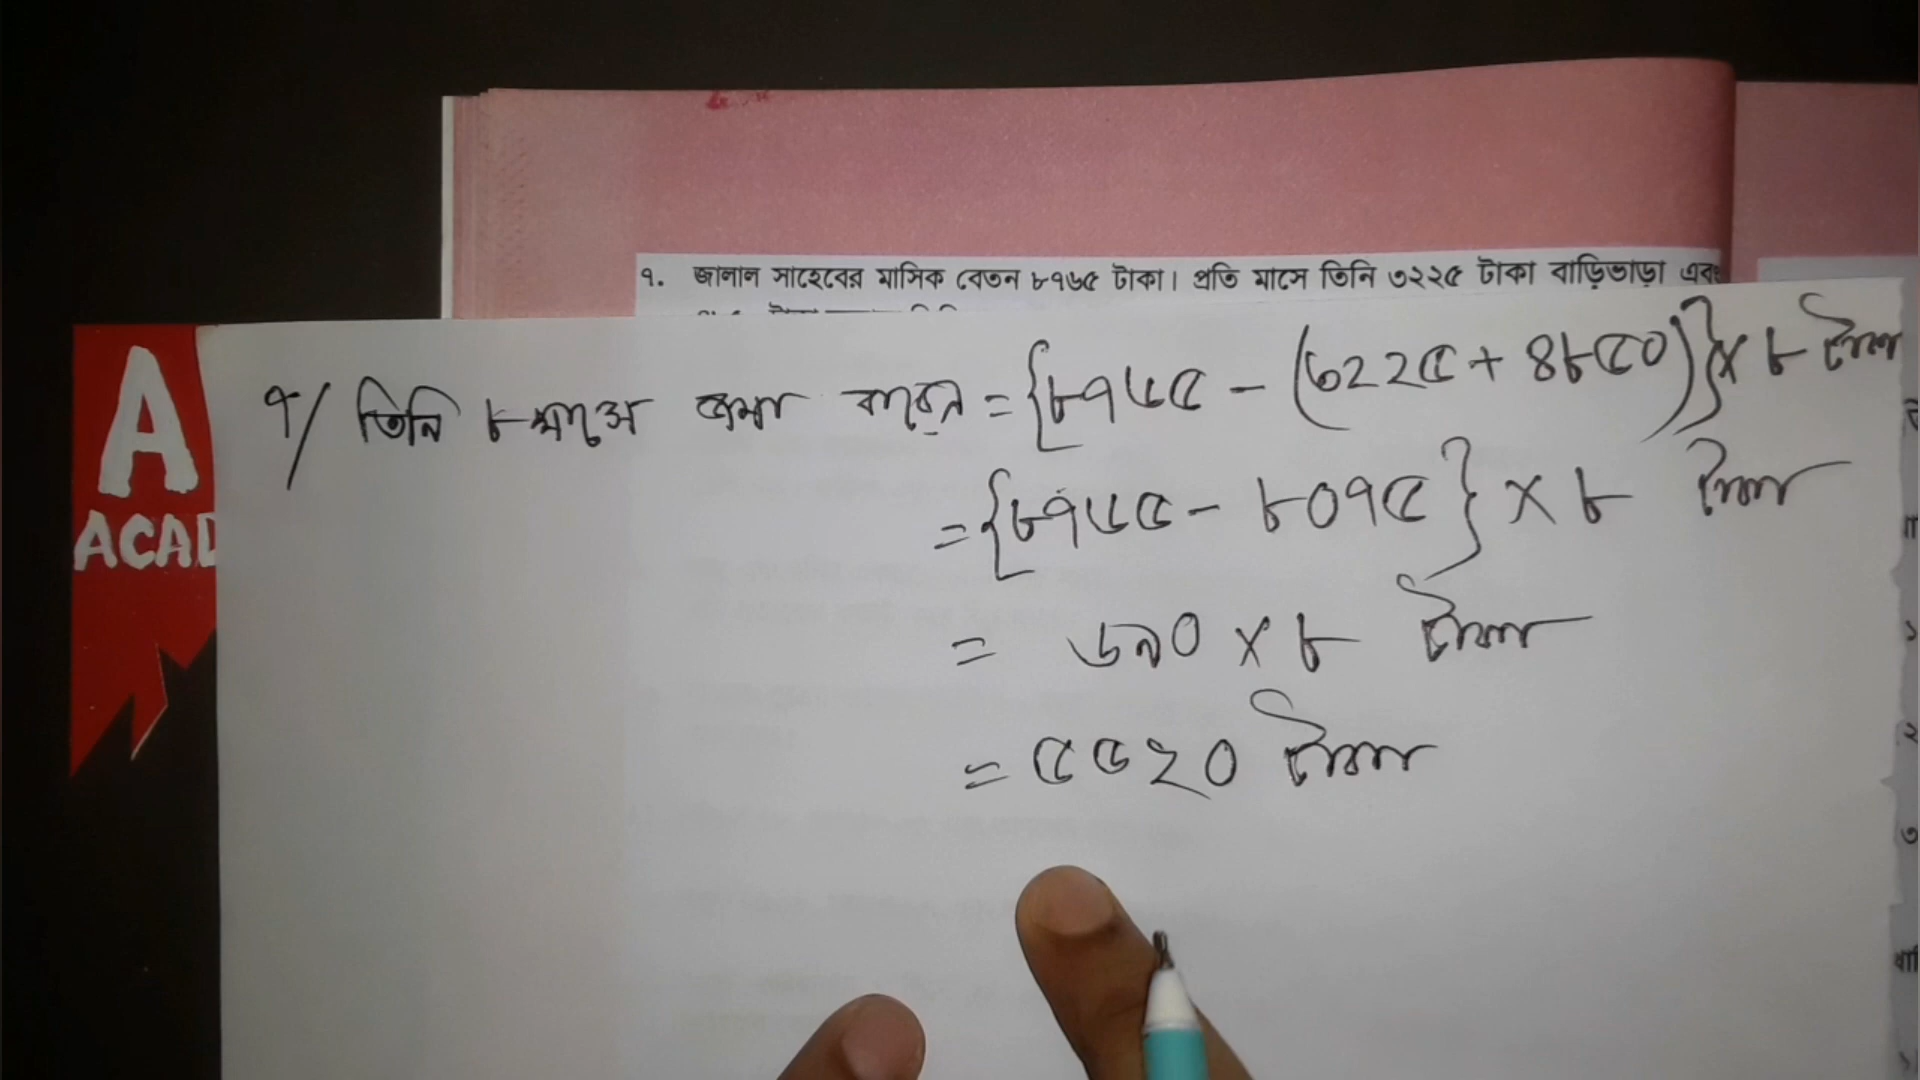 ৭. জালাল সাহেবের মাসিক বেতন ৮৭৬৫ টাকা। প্রতি মাসে তিনি ৩২২৫ টাকা বাড়িভাড়া এবং
৭/ তিনি ৮ মাসে জমা করেন = {৮৭৬৫ - (৩২২৫ + ৪৮৫০)} × ৮ টাকা
= {৮৭৬৫ - ৮০৭৫} × ৮ টাকা
= ৬৯০ × ৮ টাকা
= ৫৫২০ টাকা
A
ACAD